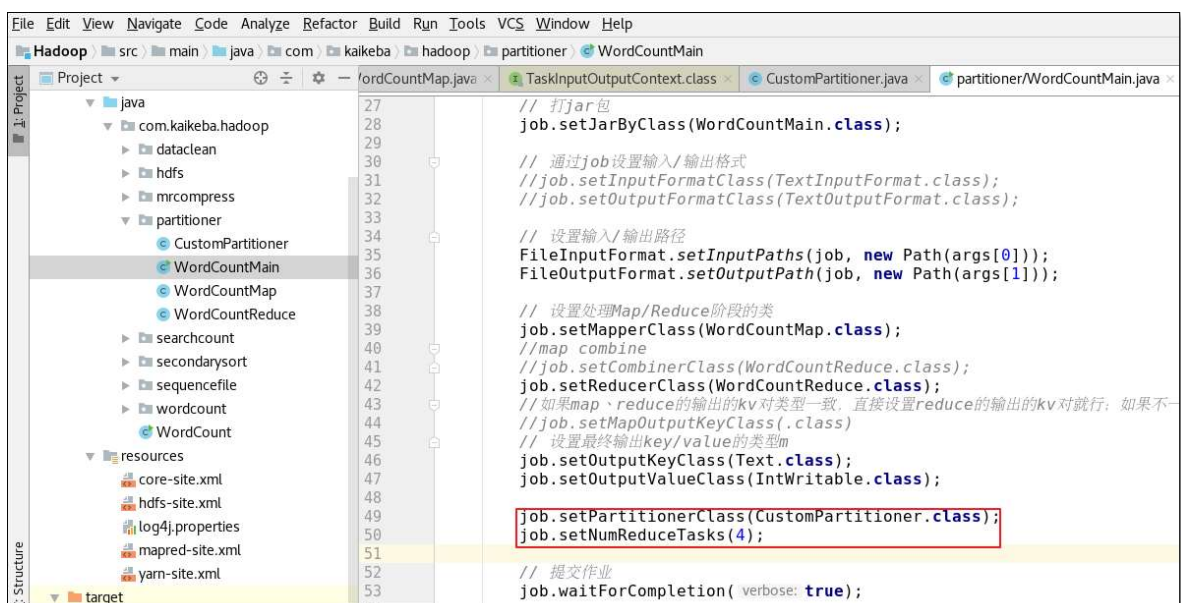 File Edit View Navigate Code Analyze Refactor Build Run Tools VCS Window Help
Hadoop src main java com kaikeba hadoop partitioner WordCountMain
Project
/ordCountMap.java TaskInputOutputContext.class CustomPartitioner.java partitioner/WordCountMain.java
1: Project
Structure
java
com.kaikeba.hadoop
dataclean
hdfs
mrcompress
partitioner
CustomPartitioner
WordCountMain
WordCountMap
WordCountReduce
searchcount
secondarysort
sequencefile
wordcount
WordCount
resources
core-site.xml
hdfs-site.xml
log4j.properties
mapred-site.xml
yarn-site.xml
target
27 // 打jar包
28 job.setJarByClass(WordCountMain.class);
29
30 // 通过job设置输入/输出格式
31 //job.setInputFormatClass(TextInputFormat.class);
32 //job.setOutputFormatClass(TextOutputFormat.class);
33
34 // 设置输入/输出路径
35 FileInputFormat.setInputPaths(job, new Path(args[0]));
36 FileOutputFormat.setOutputPath(job, new Path(args[1]));
37
38 // 设置处理Map/Reduce阶段的类
39 job.setMapperClass(WordCountMap.class);
40 //map combine
41 //job.setCombinerClass(WordCountReduce.class);
42 job.setReducerClass(WordCountReduce.class);
43 //如果map、reduce的输出的kv对类型一致，直接设置reduce的输出的kv对就行；如果不一
44 //job.setMapOutputKeyClass(.class)
45 // 设置最终输出key/value的类型m
46 job.setOutputKeyClass(Text.class);
47 job.setOutputValueClass(IntWritable.class);
48
49 job.setPartitionerClass(CustomPartitioner.class);
50 job.setNumReduceTasks(4);
51
52 // 提交作业
53 job.waitForCompletion( verbose: true);